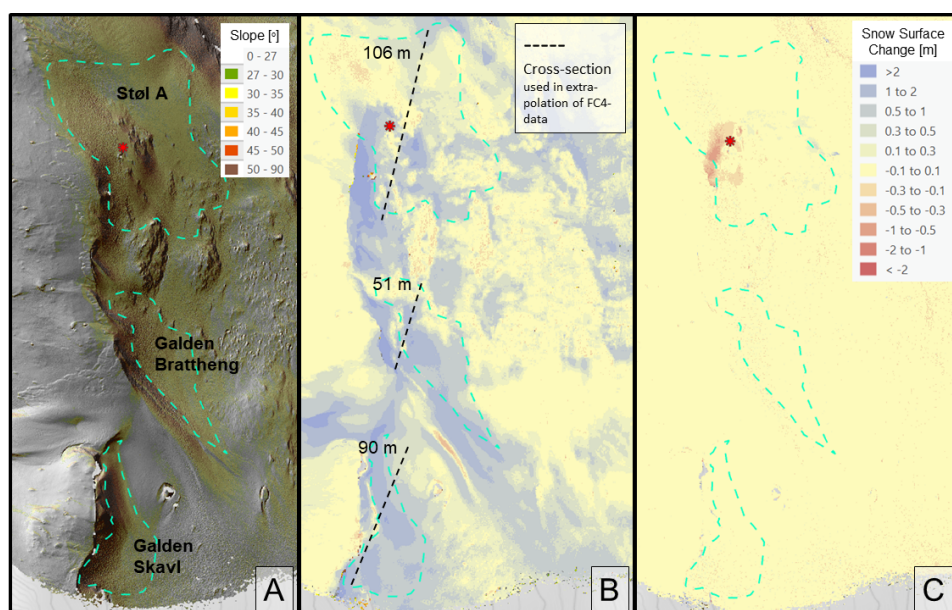 Slope [º]
0 - 27
27 - 30
30 - 35
35 - 40
40 - 45
45 - 50
50 - 90
Støl A
Galden
Brattheng
Galden
Skavl
A
106 m
Cross-section
used in extra-
polation of FC4-
data
51 m
90 m
B
Snow Surface
Change [m]
>2
1 to 2
0.5 to 1
0.3 to 0.5
0.1 to 0.3
-0.1 to 0.1
-0.3 to -0.1
-0.5 to -0.3
-1 to -0.5
-2 to -1
< -2
C